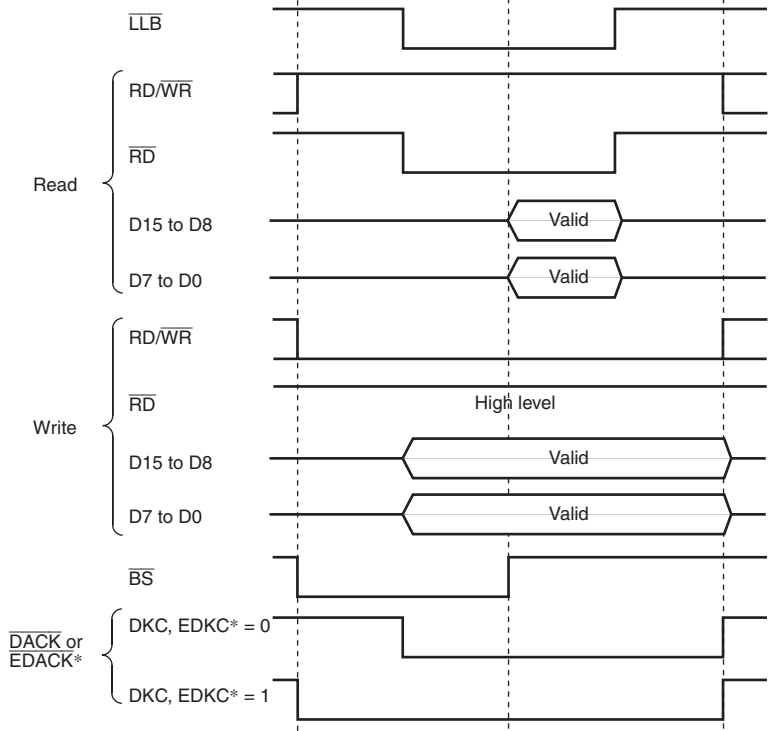 LLB
RD/WR
RD
Read
D15 to D8
Valid
D7 to D0
Valid
RD/WR
RD
High level
Write
D15 to D8
Valid
D7 to D0
Valid
BS
DACK or
EDACK*
DKC, EDKC* = 0
DKC, EDKC* = 1